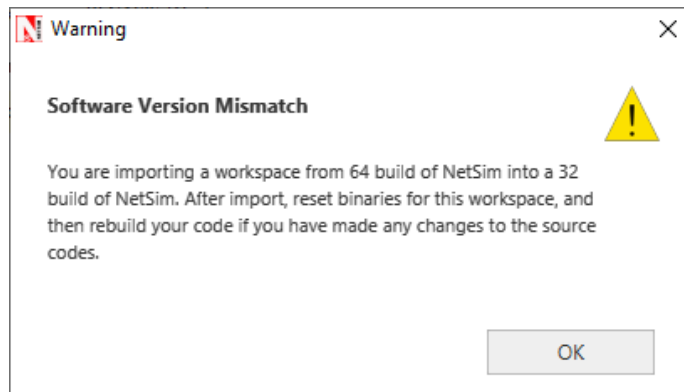 Warning
Software Version Mismatch
You are importing a workspace from 64 build of NetSim into a 32
build of NetSim. After import, reset binaries for this workspace, and
then rebuild your code if you have made any changes to the source
codes.
OK